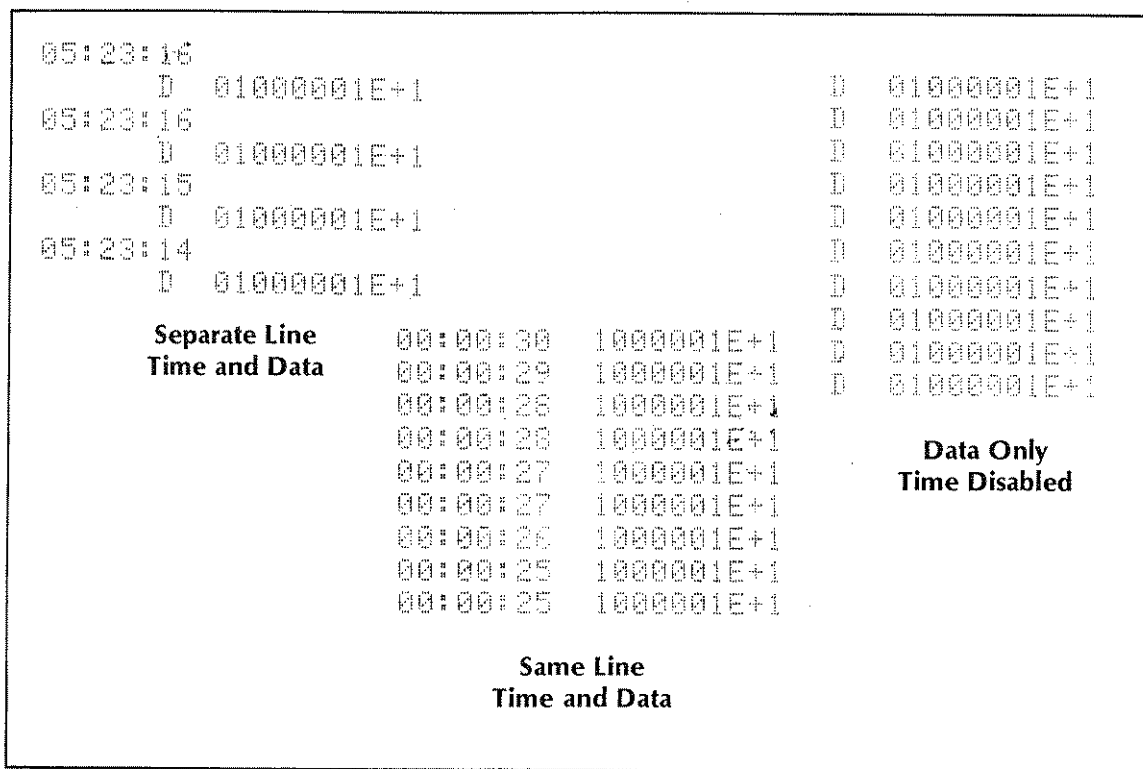 05:23:16
D 01000001E+1
05:23:16
D 01000001E+1
05:23:15
D 01000001E+1
05:23:14
D 01000001E+1
Separate Line
Time and Data
00:00:30 1000001E+1
00:00:29 1000001E+1
00:00:28 1000001E+1
00:00:28 1000001E+1
00:00:27 1000001E+1
00:00:27 1000001E+1
00:00:26 1000001E+1
00:00:25 1000001E+1
00:00:25 1000001E+1
Same Line
Time and Data
D 01000001E+1
D 01000001E+1
D 01000001E+1
D 01000001E+1
D 01000001E+1
D 01000001E+1
D 01000001E+1
D 01000001E+1
D 01000001E+1
D 01000001E+1
Data Only
Time Disabled